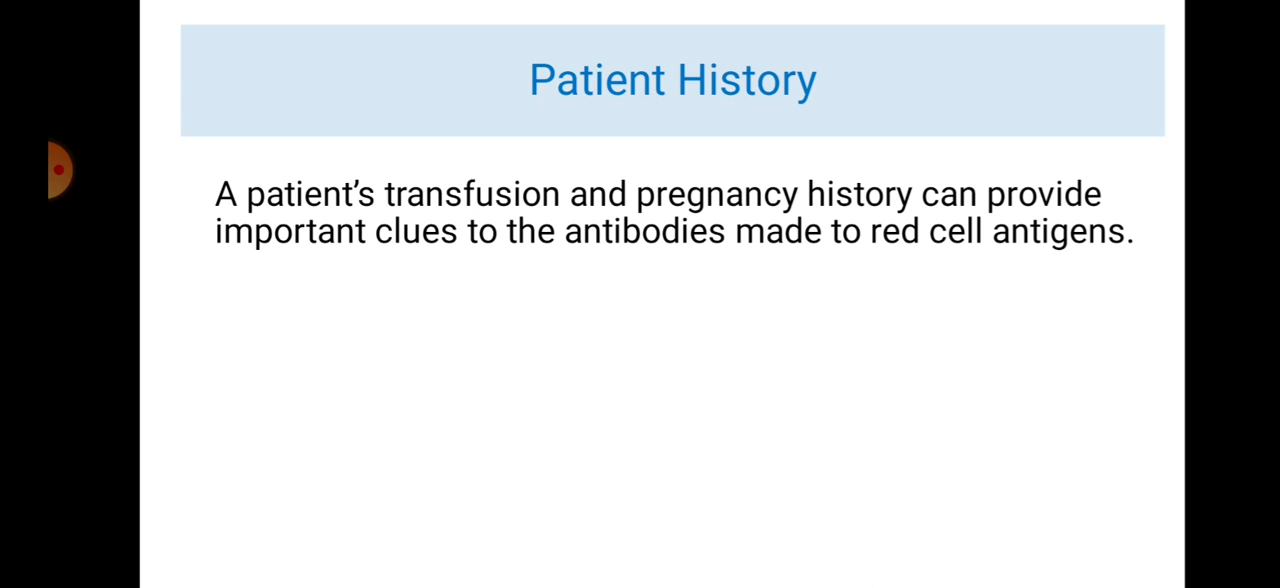 Patient History
A patient’s transfusion and pregnancy history can provide
important clues to the antibodies made to red cell antigens.